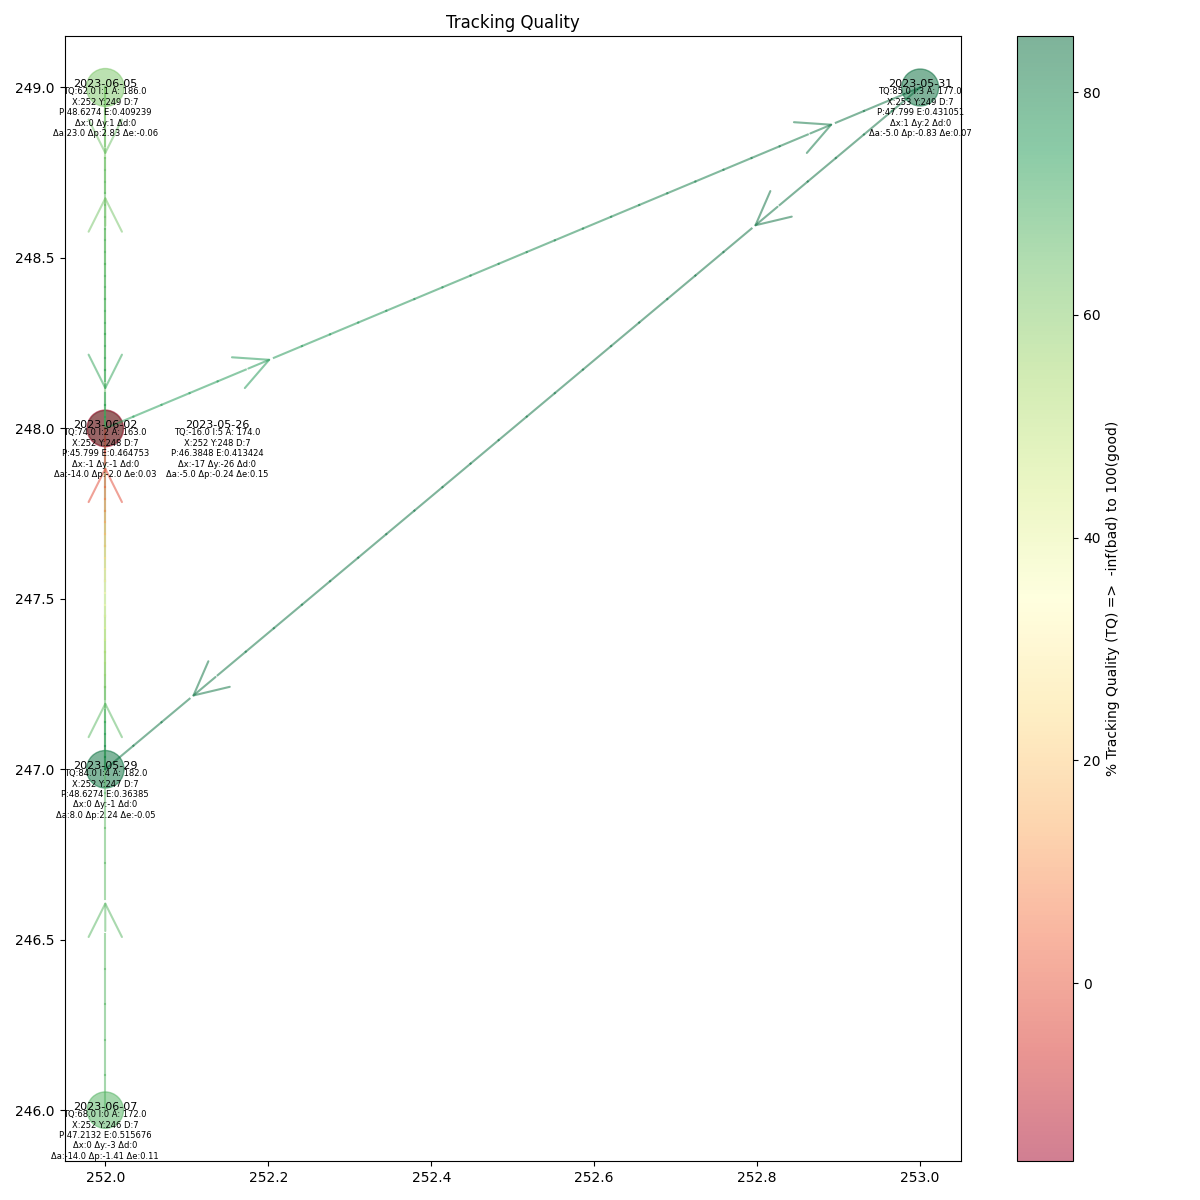 Tracking Quality
249.0
248.5
248.0
247.5
247.0
246.5
246.0
252.0
252.2
252.4
252.6
252.8
253.0
2023-06-05
TQ:62.0 I:1 A: 186.0
X:252 Y:249 D:7
P:48.6274 E:0.409239
Δx:0 Δy:1 Δd:0
Δa:23.0 Δp:2.83 Δe:-0.06
2023-05-31
TQ:85.0 I:3 A: 177.0
X:253 Y:249 D:7
P:47.799 E:0.431051
Δx:1 Δy:2 Δd:0
Δa:-5.0 Δp:-0.83 Δe:0.07
2023-06-02
TQ:74.0 I:2 A: 163.0
X:252 Y:248 D:7
P:45.799 E:0.464753
Δx:-1 Δy:-1 Δd:0
Δa:-14.0 Δp:-2.0 Δe:0.03
2023-05-26
TQ:-16.0 I:5 A: 174.0
X:252 Y:248 D:7
P:46.3848 E:0.413424
Δx:-17 Δy:-26 Δd:0
Δa:-5.0 Δp:-0.24 Δe:0.15
2023-05-29
TQ:84.0 I:4 A: 182.0
X:252 Y:247 D:7
P:48.6274 E:0.36385
Δx:0 Δy:-1 Δd:0
Δa:8.0 Δp:2.24 Δe:-0.05
2023-06-07
TQ:68.0 I:0 A: 172.0
X:252 Y:246 D:7
P:47.2132 E:0.515676
Δx:0 Δy:-3 Δd:0
Δa:-14.0 Δp:-1.41 Δe:0.11
80
60
40
20
0
% Tracking Quality (TQ) => -inf(bad) to 100(good)